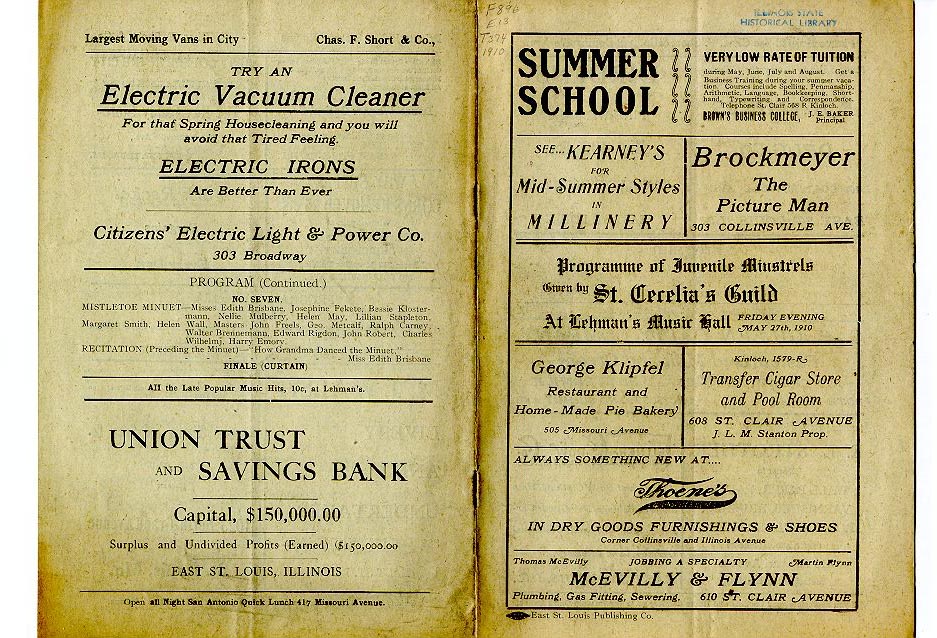 Largest Moving Vans in City Chas. F. Short & Co.,
TRY AN
Electric Vacuum Cleaner
For that Spring Housecleaning and you will
avoid that Tired Feeling.
ELECTRIC IRONS
Are Better Than Ever
Citizens' Electric Light & Power Co.
303 Broadway
PROGRAM (Continued.)
NO. SEVEN.
MISTLETOE MINUET—Misses Edith Brisbane, Josephine Fekete, Bessie Kloster-
mann, Nellie Mulberry, Helen May, Lillian Stapleton,
Margaret Smith, Helen Wall, Masters John Freels, Geo. Metcalf, Ralph Carney,
Walter Brennemann, Edward Rigdon, John Robert, Charles
Wilhelmj, Harry Emory.
RECITATION (Preceding the Minuet)—"How Grandma Danced the Minuet,"
- - - - - - - Miss Edith Brisbane
FINALE (CURTAIN)
All the Late Popular Music Hits, 10c, at Lehman's.
UNION TRUST
AND SAVINGS BANK
Capital, $150,000.00
Surplus and Undivided Profits (Earned) ($150,000.00
EAST ST. LOUIS, ILLINOIS
Open all Night San Antonio Quick Lunch 417 Missouri Avenue.
F896
E13
T374
1910
ILLINOIS STATE
HISTORICAL LIBRARY
SUMMER
SCHOOL
VERY LOW RATE OF TUITION
during May, June, July and August. Get a
Business Training during your summer vaca-
tion. Courses include Spelling, Penmanship,
Arithmetic, Language, Bookkeeping, Short-
hand, Typewriting and Correspondence.
Telephone St. Clair 568 R Kinloch.
BROWN'S BUSINESS COLLEGE, J. E. BAKER
Principal
SEE... KEARNEY'S
FOR
Mid-Summer Styles
IN
MILLINERY
Brockmeyer
The
Picture Man
303 COLLINSVILLE AVE.
Programme of Juvenile Minstrels
Given by St. Cecelia's Guild
At Lehman's Music Hall FRIDAY EVENING
MAY 27th, 1910
George Klipfel
Restaurant and
Home-Made Pie Bakery
505 Missouri Avenue
Kinloch, 1579-R
Transfer Cigar Store
and Pool Room
608 ST. CLAIR AVENUE
J. L. M. Stanton Prop.
ALWAYS SOMETHINC NEW AT....
Thoene's
IN DRY GOODS FURNISHINGS & SHOES
Corner Collinsville and Illinois Avenue
Thomas McEvilly JOBBING A SPECIALTY Martin Flynn
McEVILLY & FLYNN
Plumbing, Gas Fitting, Sewering. 610 ST. CLAIR AVENUE
East St. Louis Publishing Co.